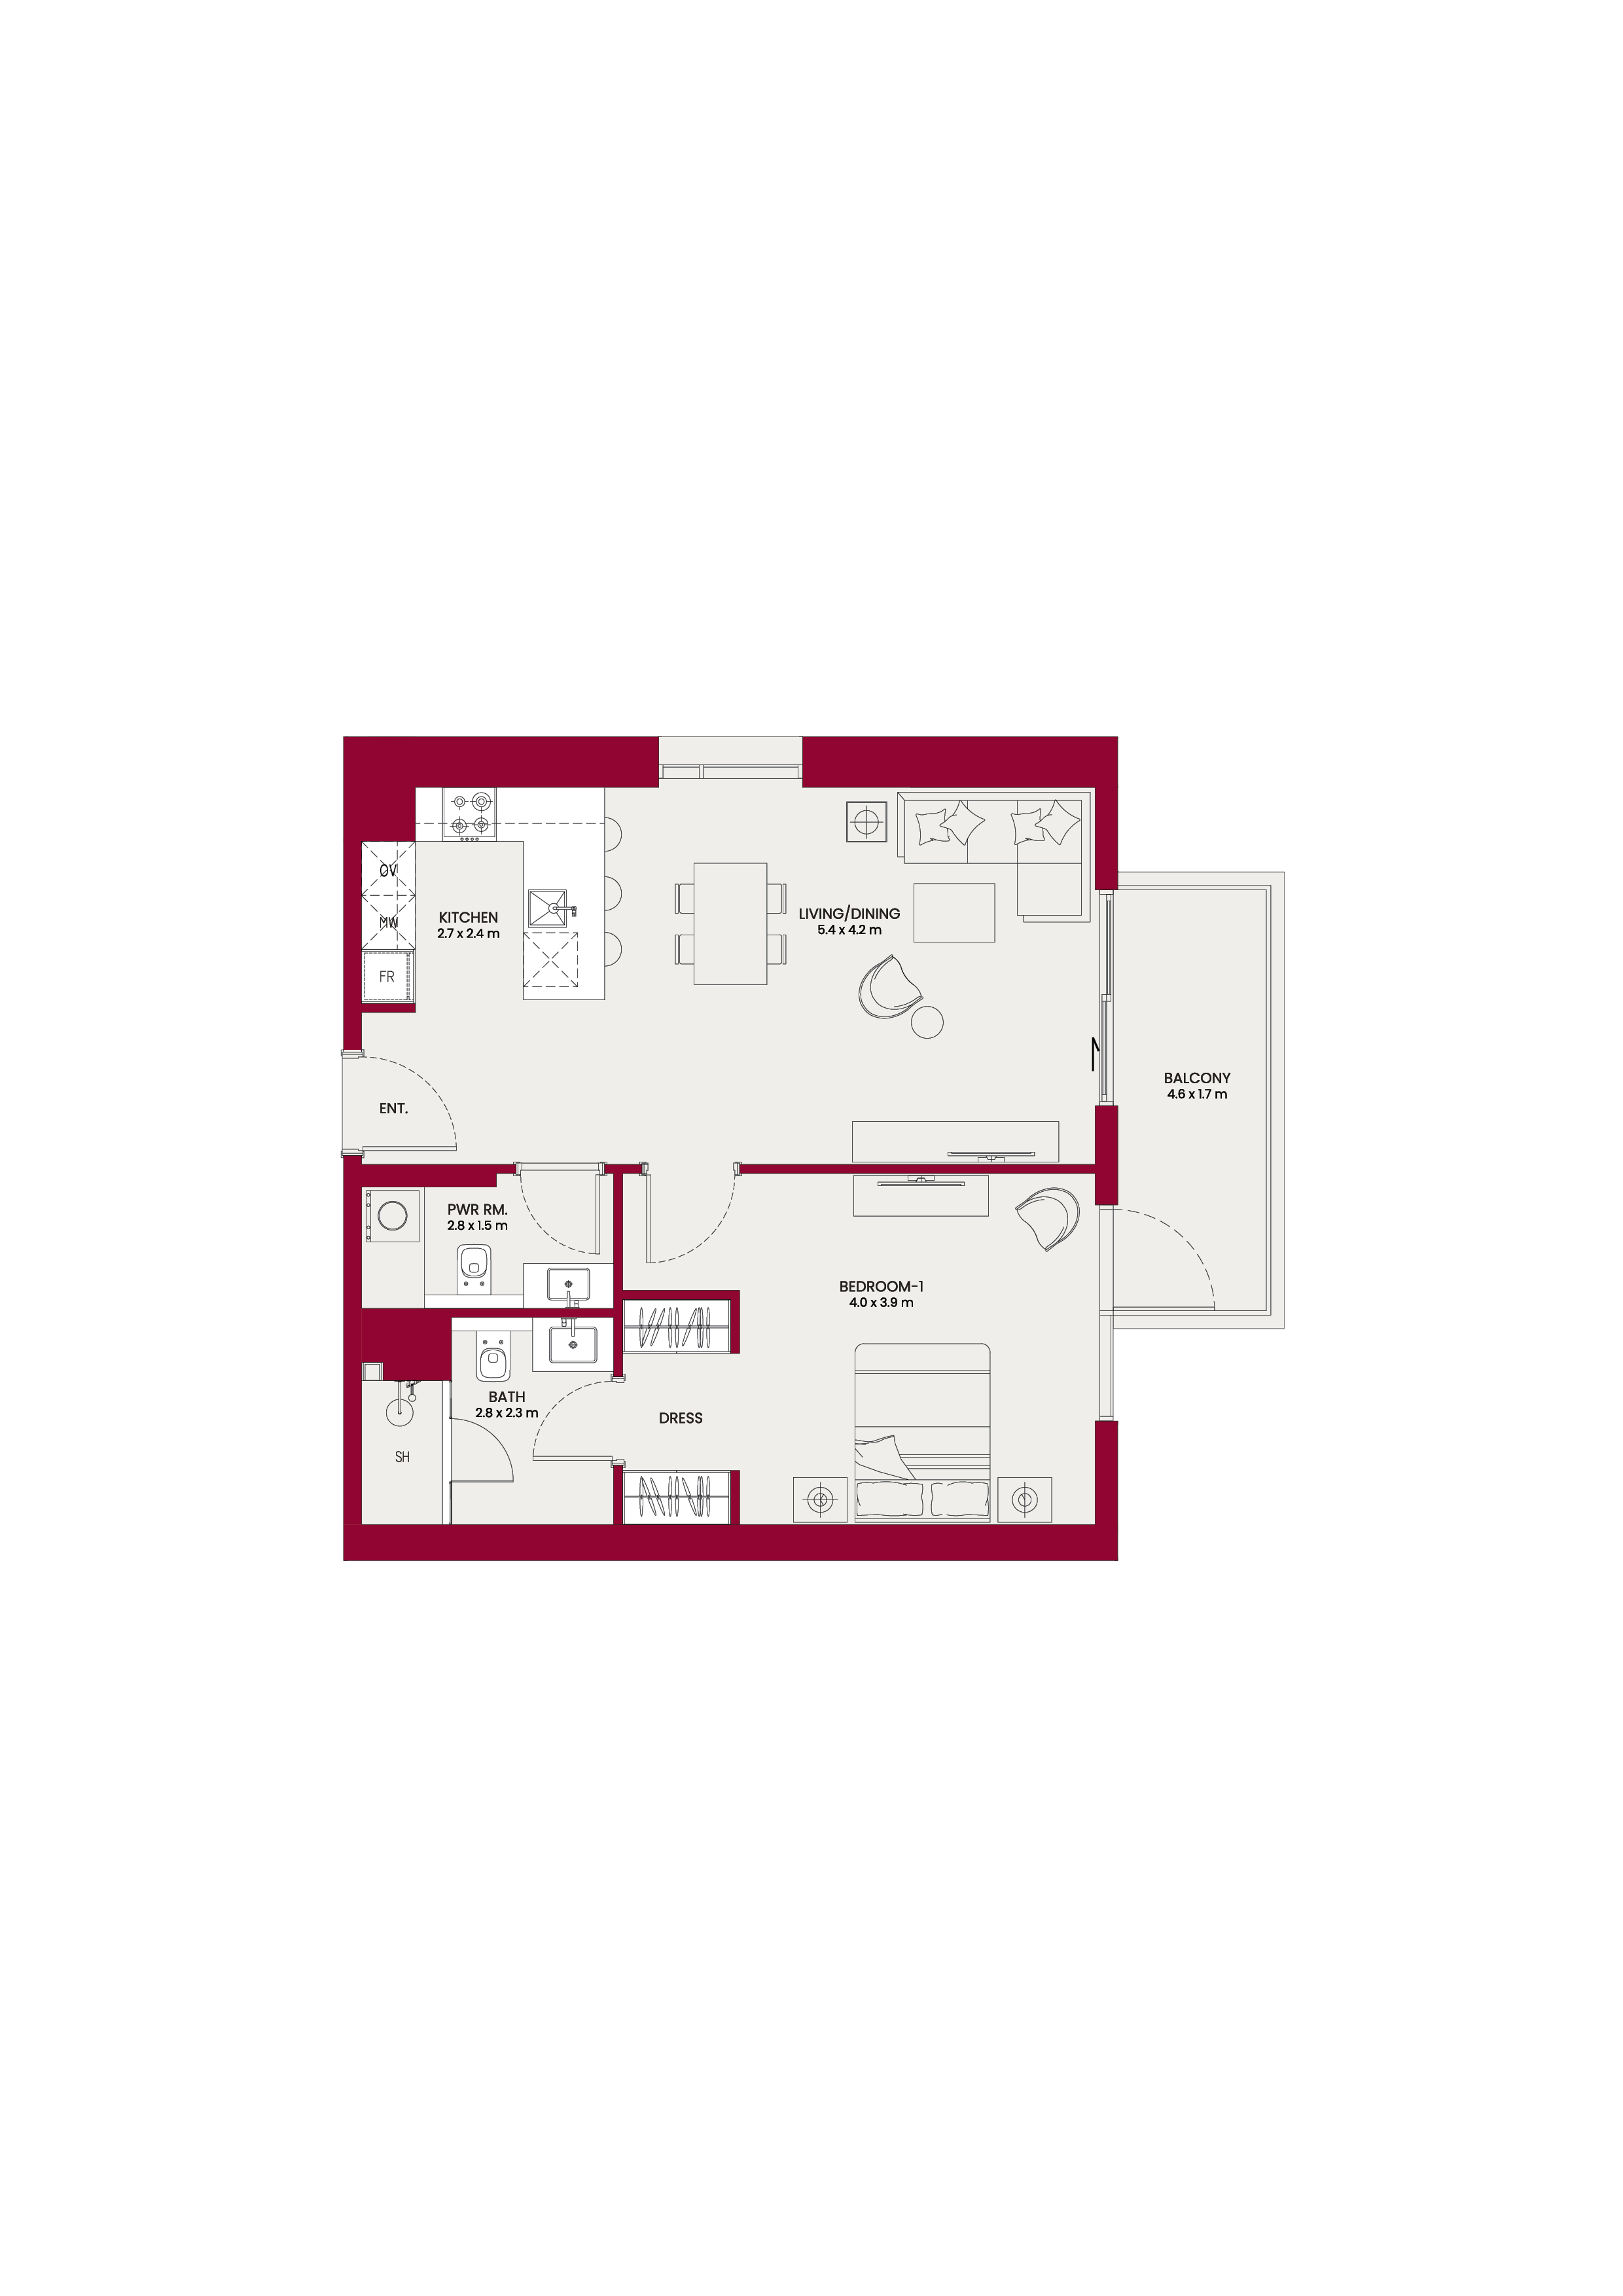 OV
MW
FR
KITCHEN
2.7 x 2.4 m
LIVING/DINING
5.4 x 4.2 m
BALCONY
4.6 x 1.7 m
ENT.
PWR RM.
2.8 x 1.5 m
BEDROOM-1
4.0 x 3.9 m
BATH
2.8 x 2.3 m
DRESS
SH